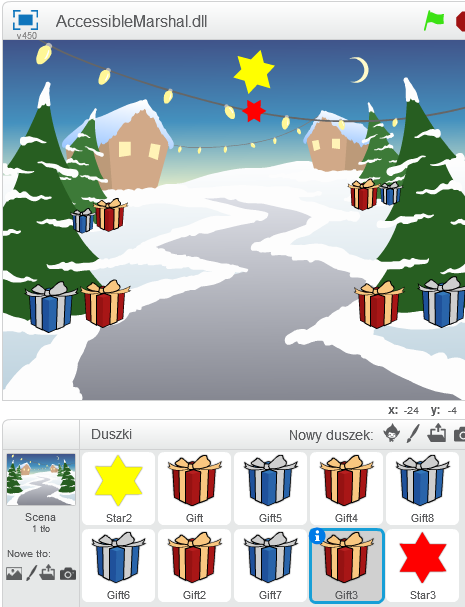 AccessibleMarshal.dll
v450
x: -24 y: -4
Duszki
Nowy duszek:
Scena
1 tło
Nowe tło:
Star2
Gift
Gift5
Gift4
Gift8
Gift6
Gift2
Gift7
Gift3
Star3